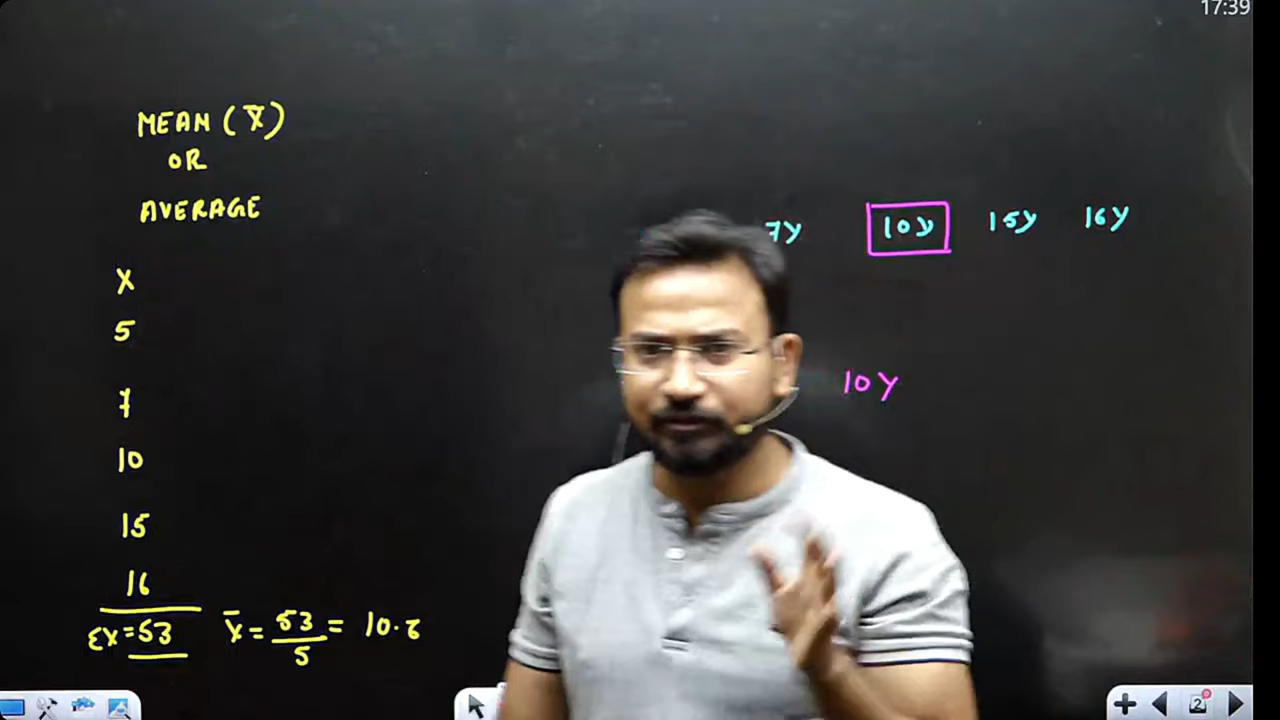 17:39
MEAN (X̄)
OR
AVERAGE
7Y 10Y 15Y 16Y
X
5
7
10
15
16
10Y
ΣX=53 X̄ = 53/5 = 10.6
2